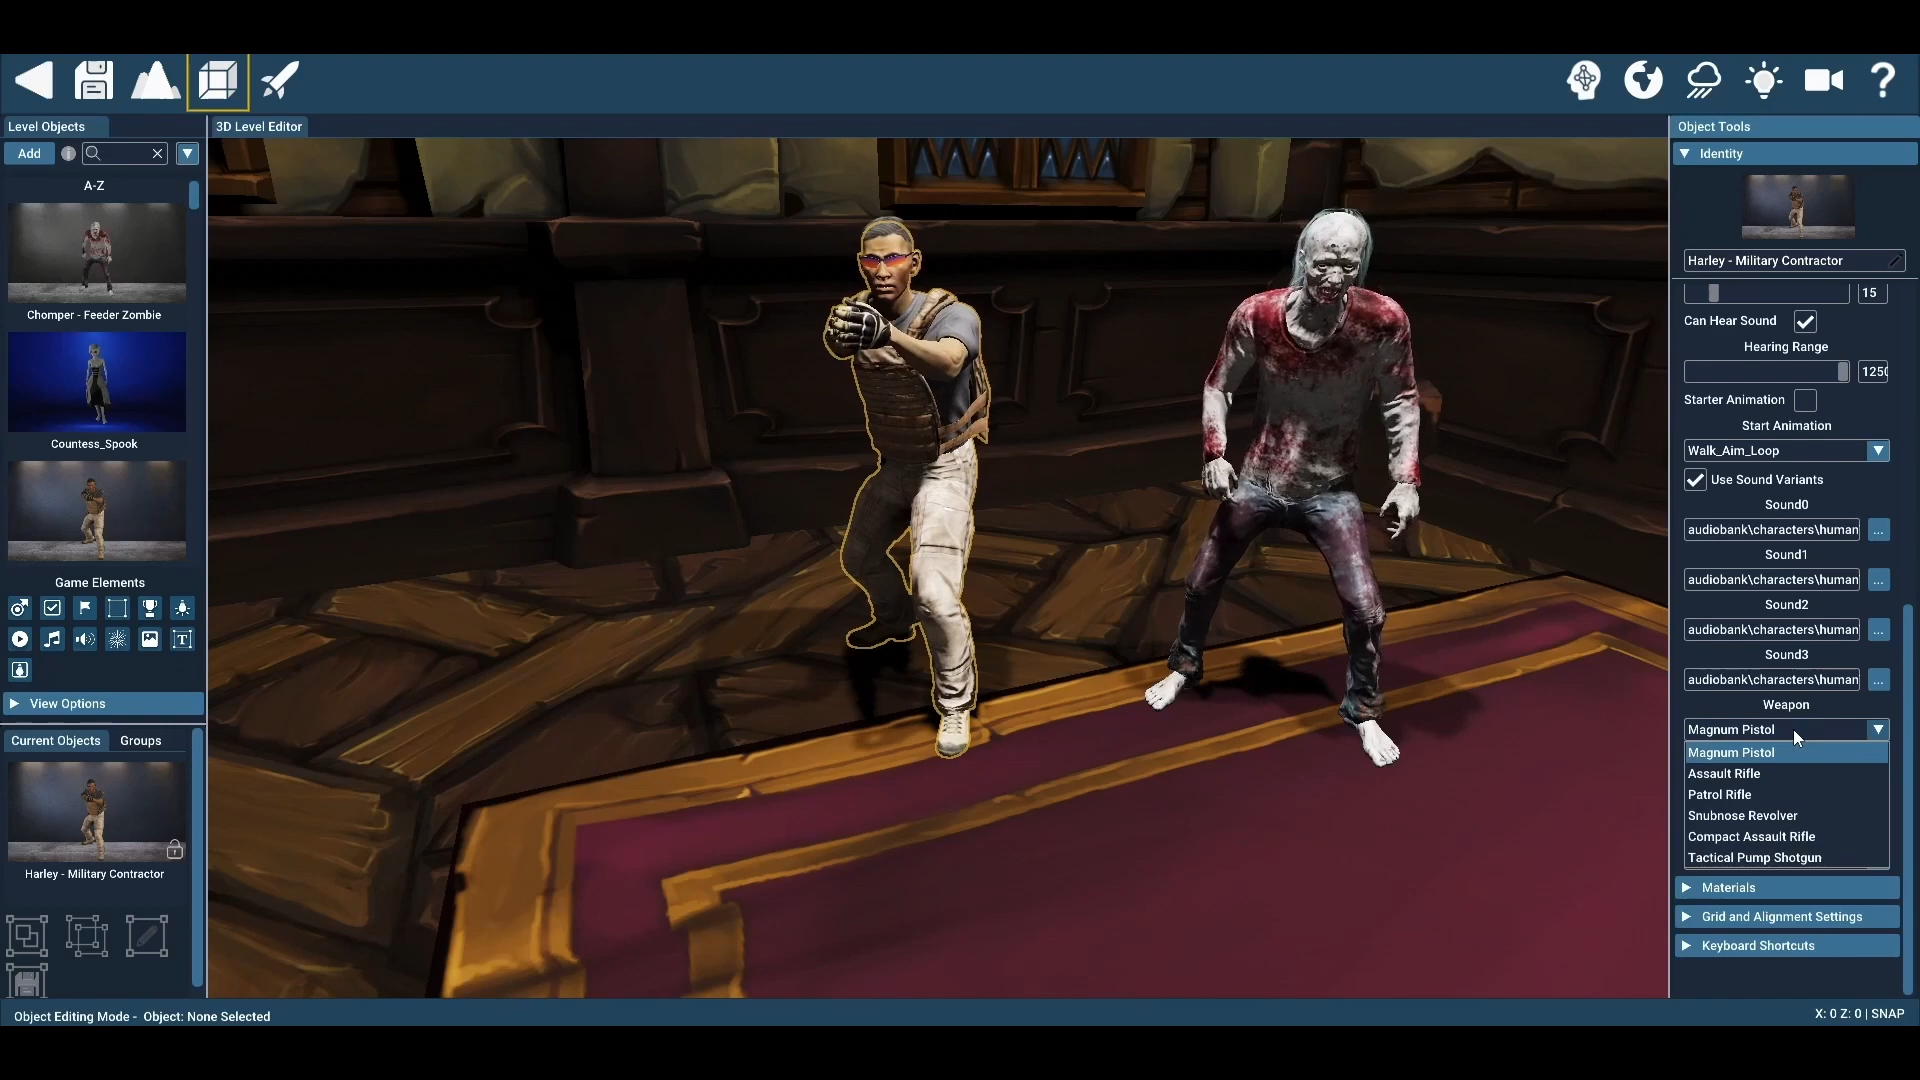 Level Objects
3D Level Editor
Object Tools
Add
A-Z
Chomper - Feeder Zombie
Countess_Spook
Game Elements
View Options
Current Objects
Groups
Harley - Military Contractor
Identity
Harley - Military Contractor
15
Can Hear Sound
Hearing Range
1250
Starter Animation
Start Animation
Walk_Aim_Loop
Use Sound Variants
Sound0
audiobank\characters\human
...
Sound1
audiobank\characters\human
...
Sound2
audiobank\characters\human
...
Sound3
audiobank\characters\human
...
Weapon
Magnum Pistol
Magnum Pistol
Assault Rifle
Patrol Rifle
Snubnose Revolver
Compact Assault Rifle
Tactical Pump Shotgun
Materials
Grid and Alignment Settings
Keyboard Shortcuts
Object Editing Mode - Object: None Selected
X: 0 Z: 0 | SNAP